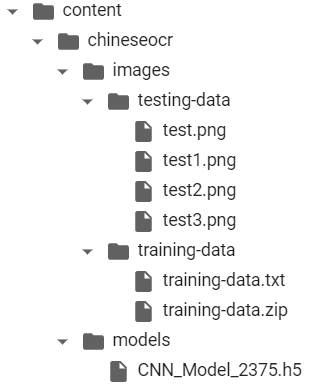 content
chineseocr
images
testing-data
test.png
test1.png
test2.png
test3.png
training-data
training-data.txt
training-data.zip
models
CNN_Model_2375.h5